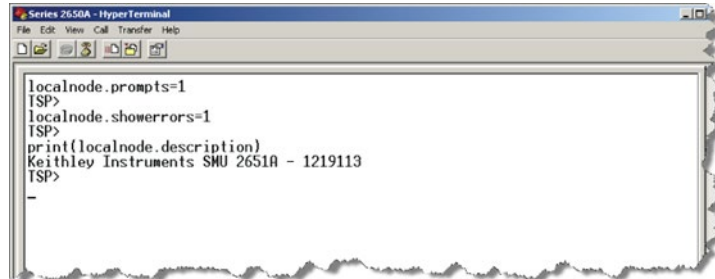 Series 2650A - HyperTerminal
File Edit View Call Transfer Help
localnode.prompts=1
TSP>
localnode.showerrors=1
TSP>
print(localnode.description)
Keithley Instruments SMU 2651A - 1219113
TSP>